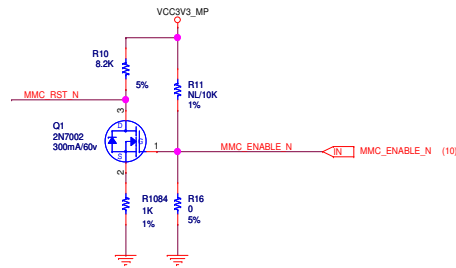 VCC3V3_MP
R10
8.2K
5%
R11
NL/10K
1%
MMC_RST_N
3
Q1
2N7002
300mA/60v
D
G
S
1
2
MMC_ENABLE_N
IN
MMC_ENABLE_N (10)
R1084
1K
1%
R16
0
5%